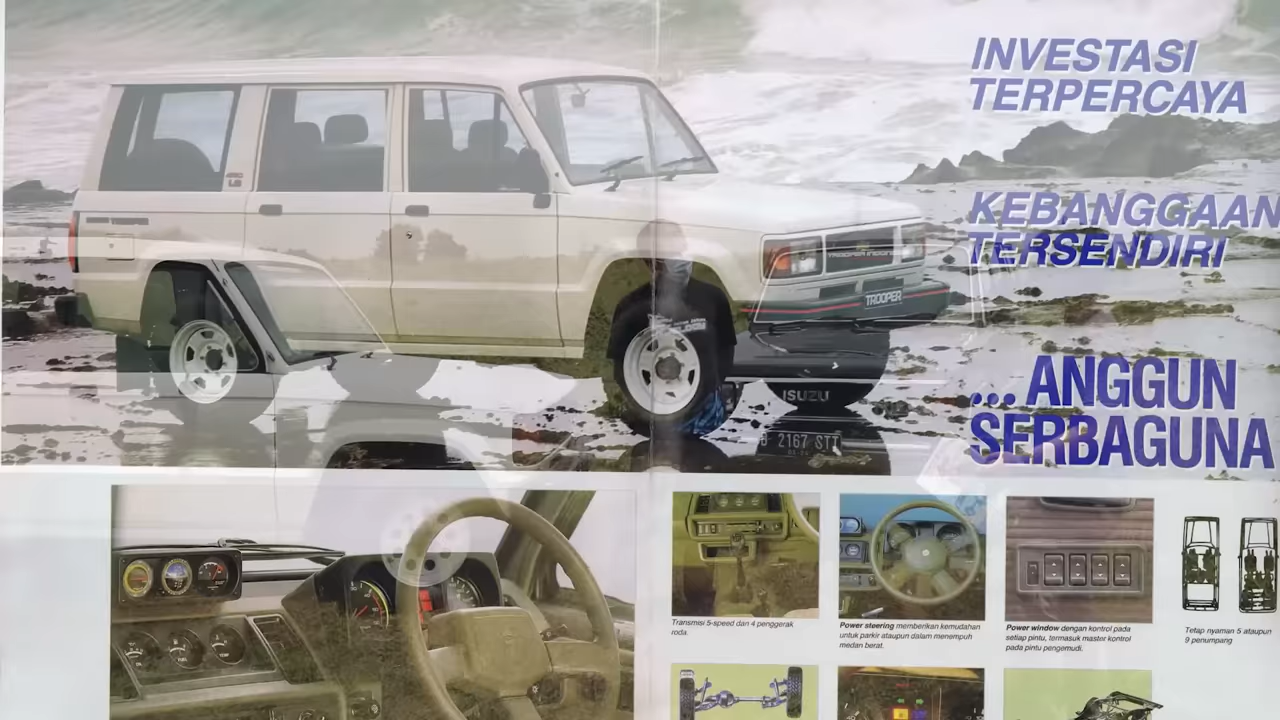 INVESTASI
TERPERCAYA
KEBANGGAAN
TERSENDIRI
TROOPER
ISUZU
B 2167 STT
...ANGGUN
SERBAGUNA
Transmisi 5-speed dan 4 penggerak
roda.
Power steering memberikan kemudahan
untuk parkir ataupun dalam menempuh
medan berat.
Power window dengan kontrol pada
setiap pintu, termasuk master kontrol
pada pintu pengemudi.
Tetap nyaman 5 ataupun
9 penumpang